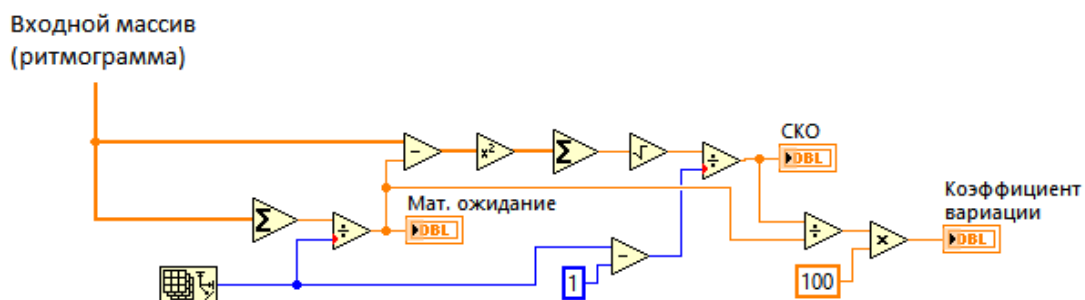 Входной массив
(ритмограмма)
СКО
DBL
Мат. ожидание
DBL
Коэффициент
вариации
DBL
1
100